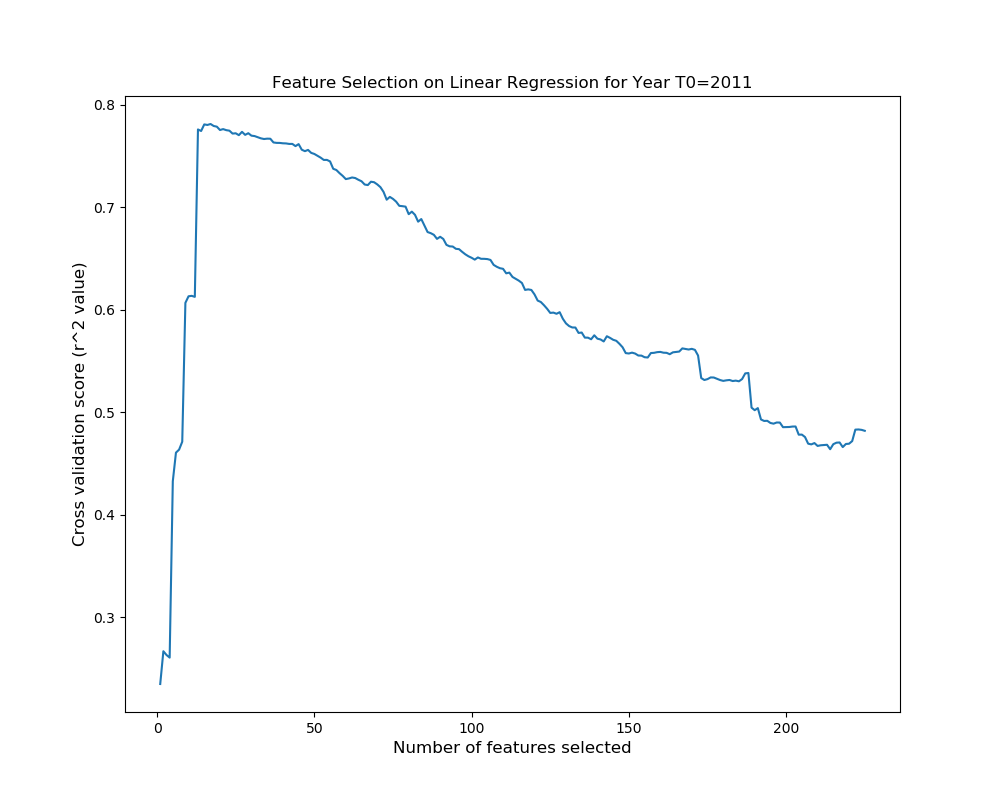 Feature Selection on Linear Regression for Year T0=2011
0.8
0.7
0.6
0.5
0.4
0.3
Cross validation score (r^2 value)
0 50 100 150 200
Number of features selected